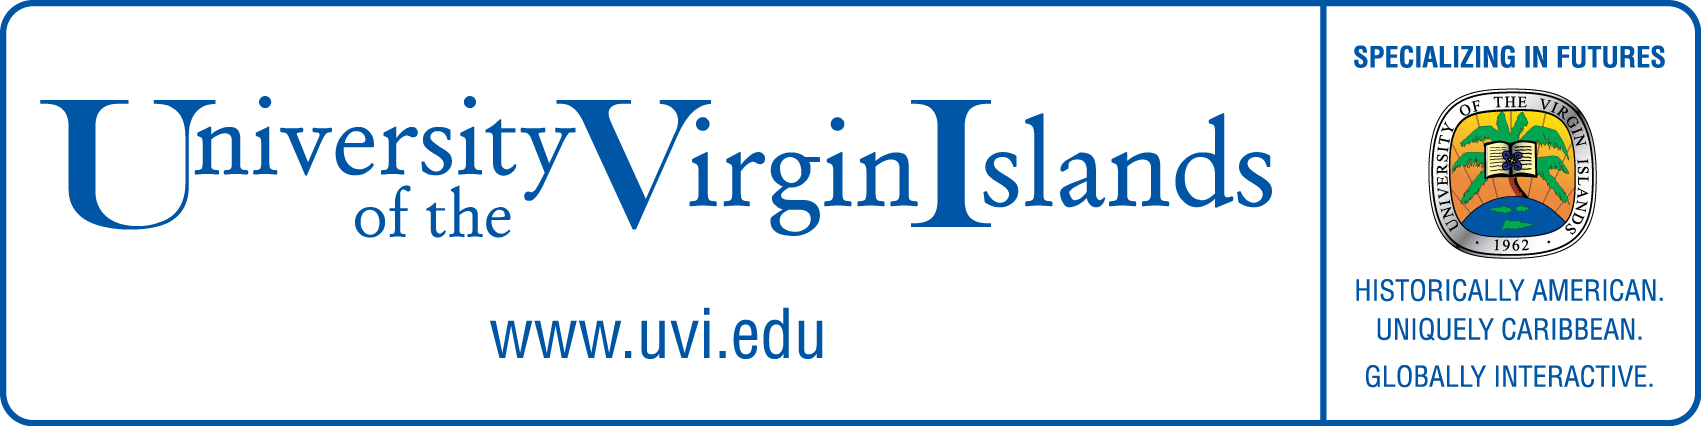 University
of the
Virgin Islands
www.uvi.edu
SPECIALIZING IN FUTURES
UNIVERSITY OF THE VIRGIN ISLANDS
· 1962 ·
HISTORICALLY AMERICAN.
UNIQUELY CARIBBEAN.
GLOBALLY INTERACTIVE.